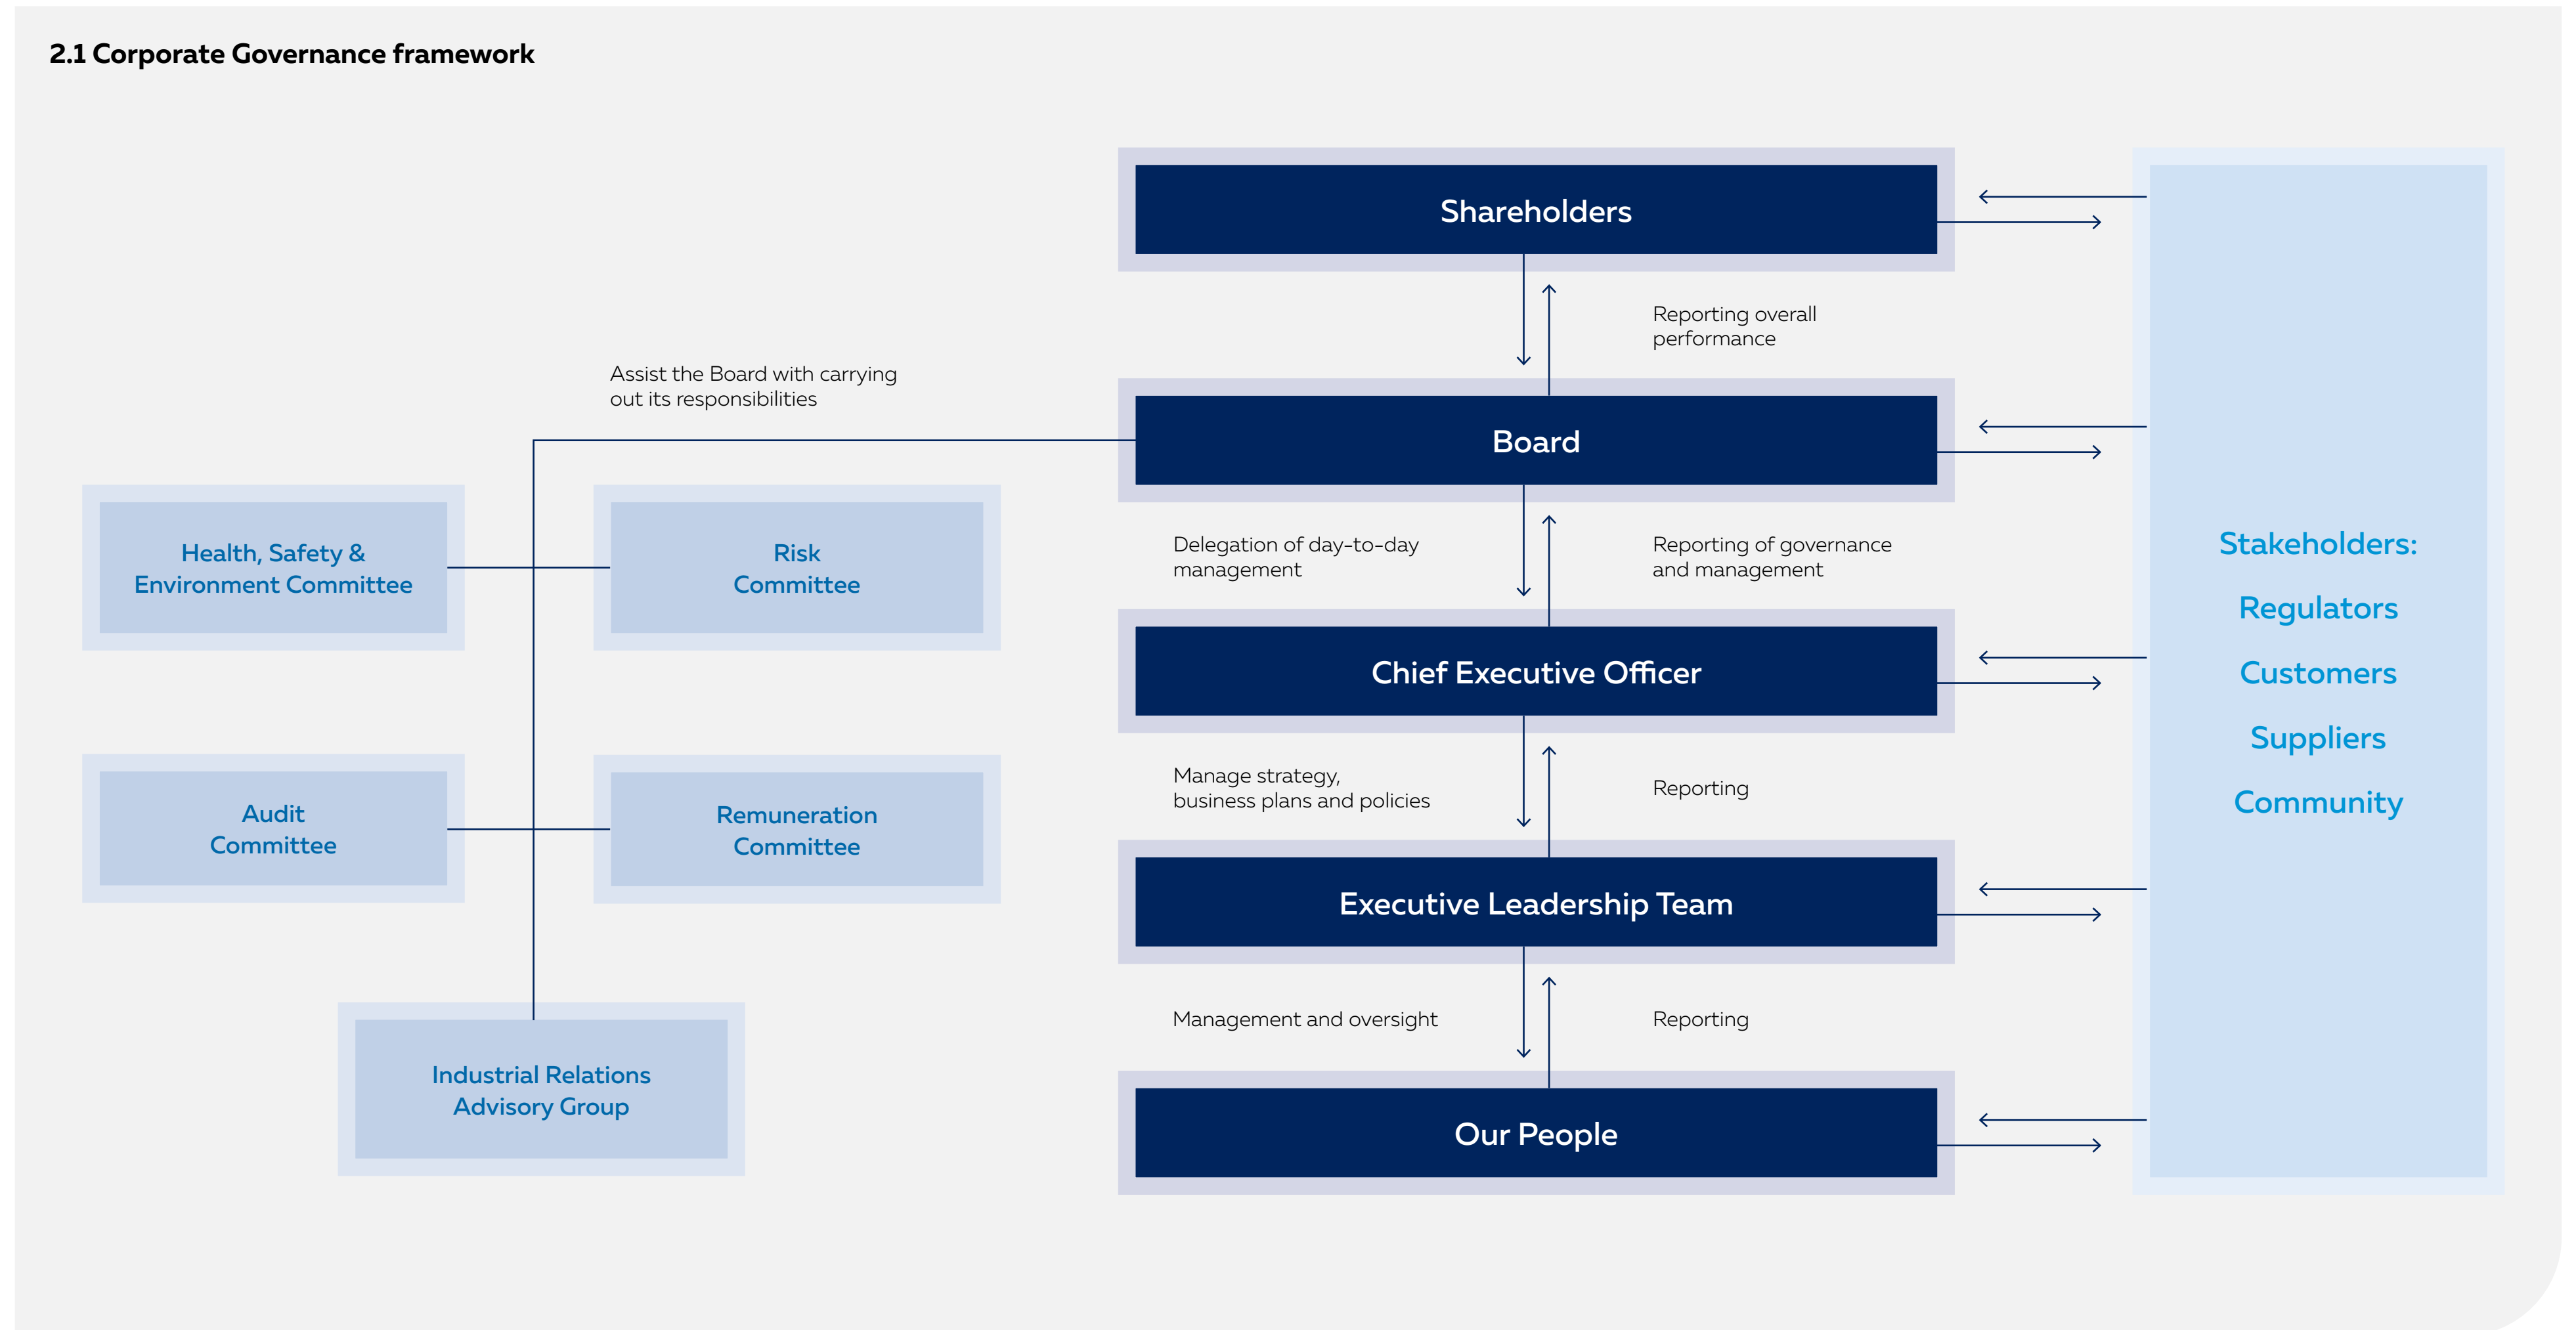 2.1 Corporate Governance framework
Shareholders
Reporting overall
performance
Assist the Board with carrying
out its responsibilities
Board
Health, Safety &
Environment Committee
Risk
Committee
Delegation of day-to-day
management
Reporting of governance
and management
Chief Executive Officer
Audit
Committee
Remuneration
Committee
Manage strategy,
business plans and policies
Reporting
Executive Leadership Team
Industrial Relations
Advisory Group
Management and oversight
Reporting
Our People
Stakeholders:
Regulators
Customers
Suppliers
Community